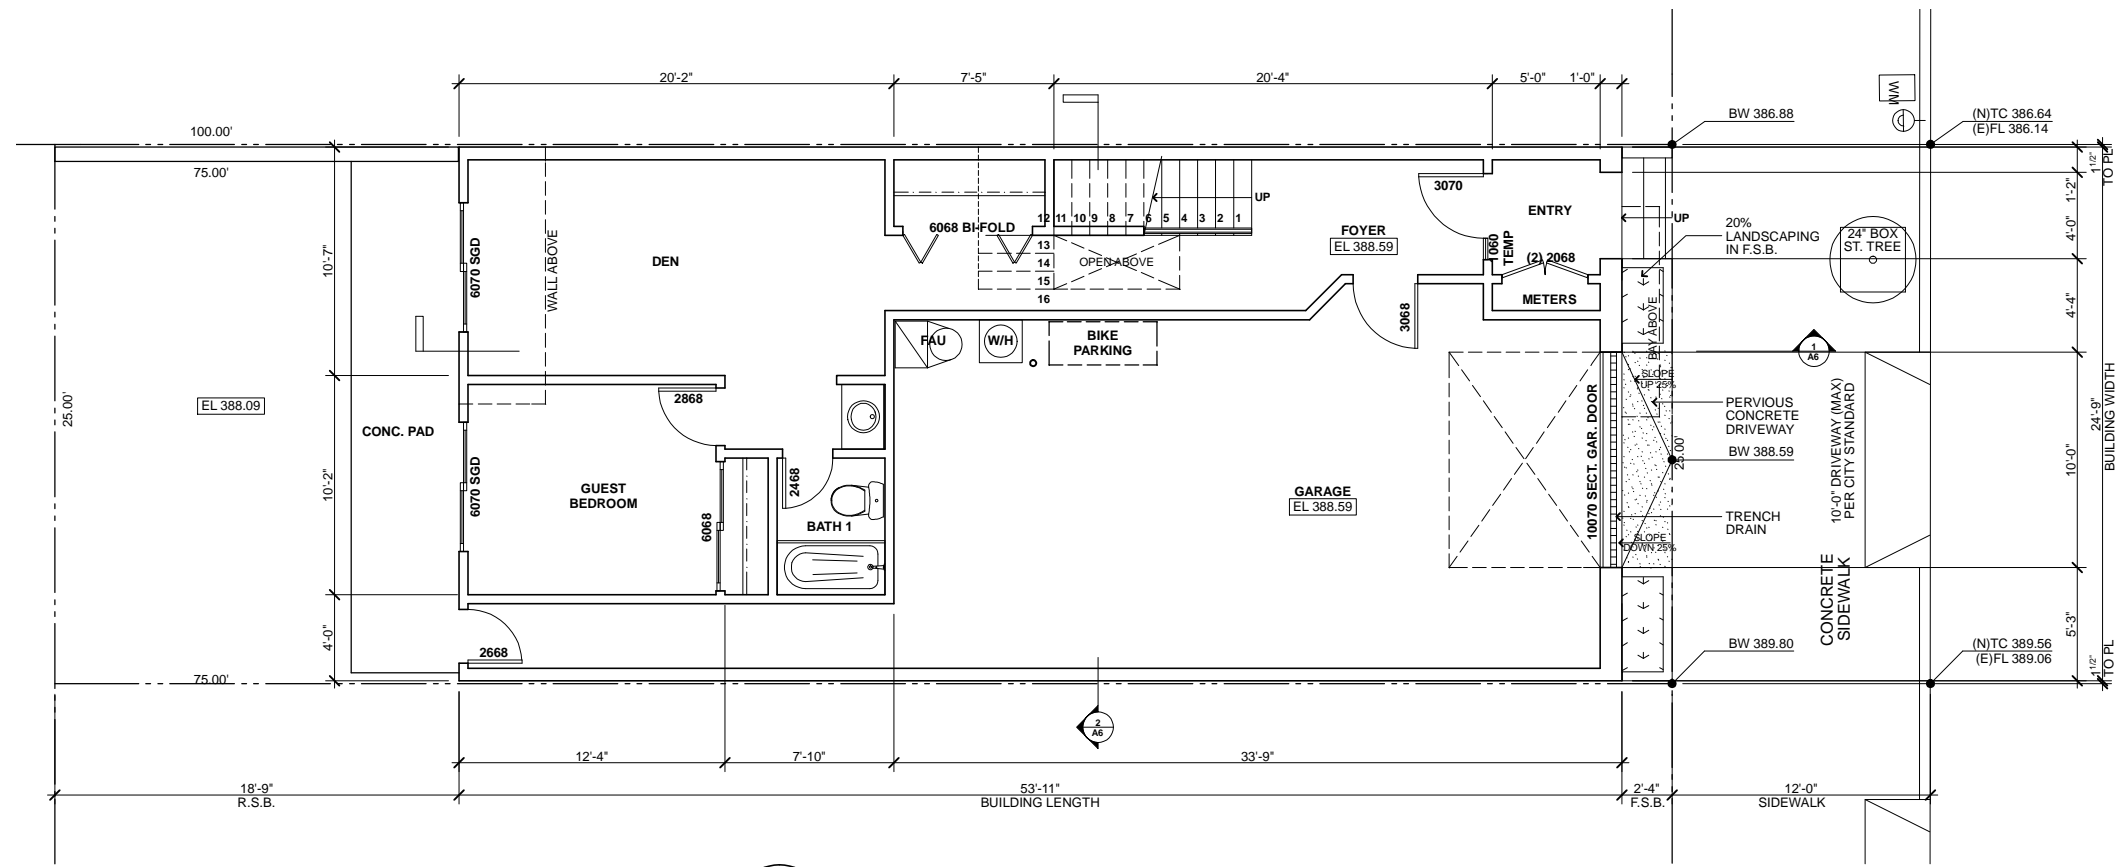 20'-2"
7'-5"
20'-4"
5'-0"
1'-0"
WM
BW 386.88
(N)TC 386.64
(E)FL 386.14
100.00'
75.00'
1 1/2"
TO PL
1'-2"
4'-0"
4'-4"
10'-0"
5'-3"
1 1/2"
TO PL
24'-9"
BUILDING WIDTH
10'-7"
10'-2"
4'-0"
25.00'
EL 388.09
CONC. PAD
6070 SGD
6070 SGD
WALL ABOVE
DEN
6068 BI-FOLD
12 11 10 9 8 7 6 5 4 3 2 1
13
14
15
16
UP
OPEN ABOVE
FOYER
EL 388.59
3070
1060
TEMP
ENTRY
(2) 2068
METERS
UP
20%
LANDSCAPING
IN F.S.B.
24" BOX
ST. TREE
3068
FAU
W/H
BIKE
PARKING
BAY ABOVE
1
A6
SLOPE
UP 25%
PERVIOUS
CONCRETE
DRIVEWAY
BW 388.59
25.00'
10'-0" DRIVEWAY (MAX)
PER CITY STANDARD
2868
GUEST
BEDROOM
6068
2468
BATH 1
GARAGE
EL 388.59
10070 SECT. GAR. DOOR
TRENCH
DRAIN
SLOPE
DOWN 25%
CONCRETE
SIDEWALK
2668
BW 389.80
(N)TC 389.56
(E)FL 389.06
75.00'
2
A6
12'-4"
7'-10"
33'-9"
18'-9"
R.S.B.
53'-11"
BUILDING LENGTH
2'-4"
F.S.B.
12'-0"
SIDEWALK